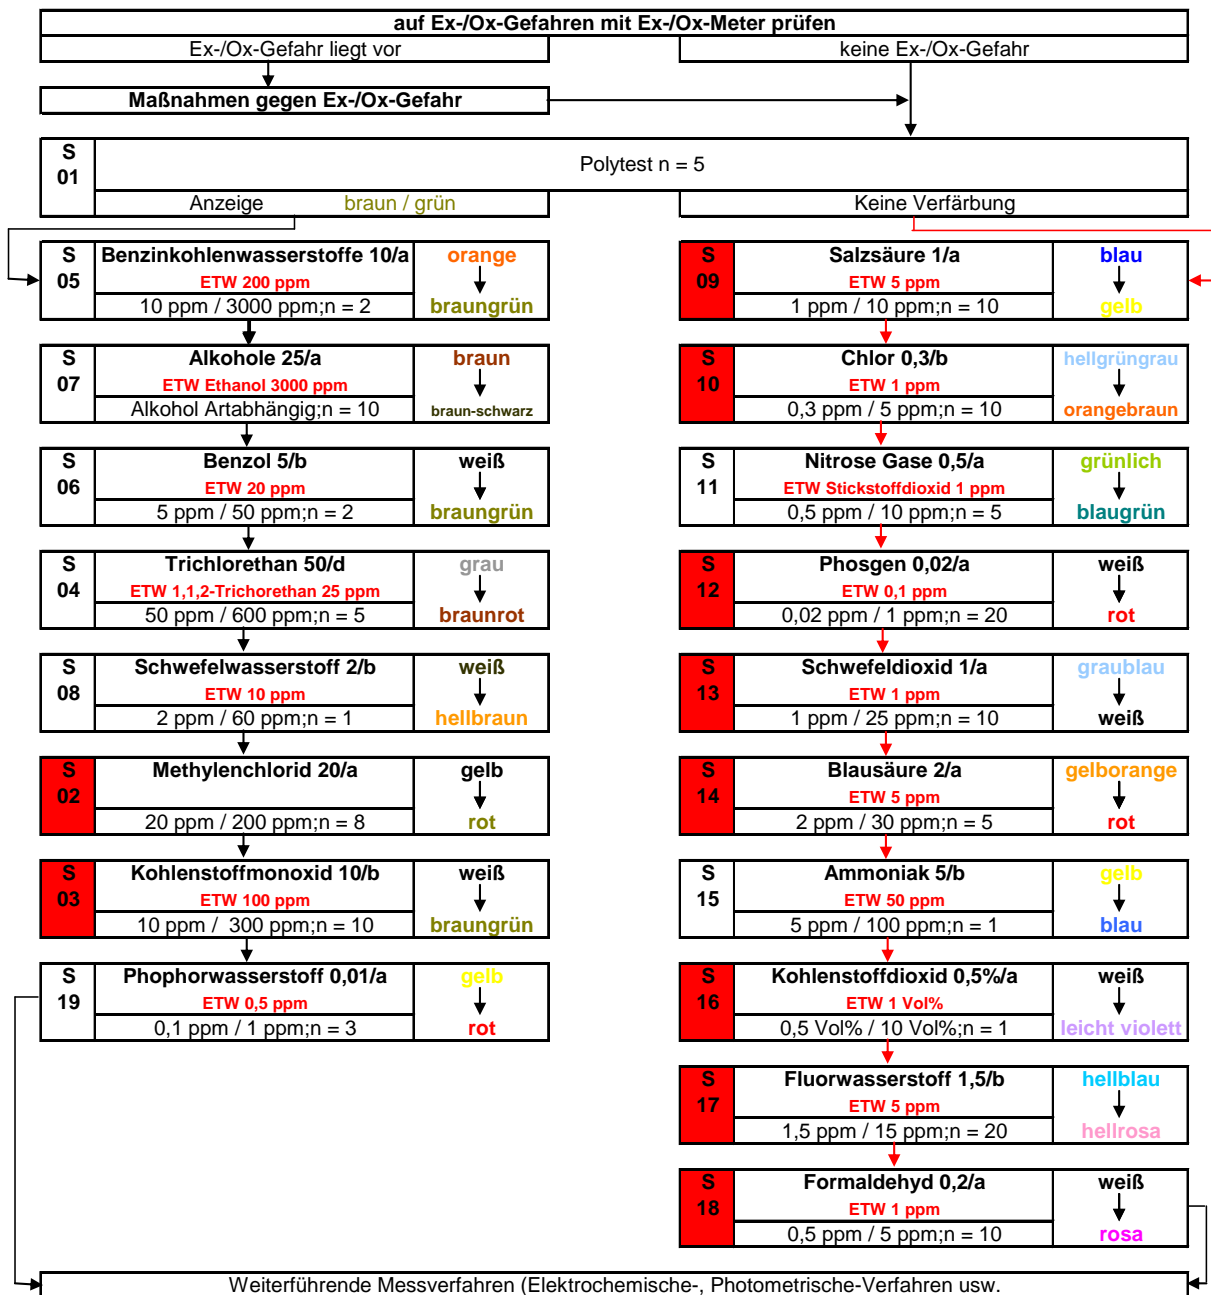 auf Ex-/Ox-Gefahren mit Ex-/Ox-Meter prüfen
Ex-/Ox-Gefahr liegt vor
keine Ex-/Ox-Gefahr
Maßnahmen gegen Ex-/Ox-Gefahr
S
01
Polytest n = 5
Anzeige braun / grün
Keine Verfärbung
S
05
Benzinkohlenwasserstoffe 10/a
ETW 200 ppm
10 ppm / 3000 ppm;n = 2
orange
braungrün
S
07
Alkohole 25/a
ETW Ethanol 3000 ppm
Alkohol Artabhängig;n = 10
braun
braun-schwarz
S
06
Benzol 5/b
ETW 20 ppm
5 ppm / 50 ppm;n = 2
weiß
braungrün
S
04
Trichlorethan 50/d
ETW 1,1,2-Trichorethan 25 ppm
50 ppm / 600 ppm;n = 5
grau
braunrot
S
08
Schwefelwasserstoff 2/b
ETW 10 ppm
2 ppm / 60 ppm;n = 1
weiß
hellbraun
S
02
Methylenchlorid 20/a
20 ppm / 200 ppm;n = 8
gelb
rot
S
03
Kohlenstoffmonoxid 10/b
ETW 100 ppm
10 ppm / 300 ppm;n = 10
weiß
braungrün
S
19
Phophorwasserstoff 0,01/a
ETW 0,5 ppm
0,1 ppm / 1 ppm;n = 3
gelb
rot
S
09
Salzsäure 1/a
ETW 5 ppm
1 ppm / 10 ppm;n = 10
blau
gelb
S
10
Chlor 0,3/b
ETW 1 ppm
0,3 ppm / 5 ppm;n = 10
hellgrüngrau
orangebraun
S
11
Nitrose Gase 0,5/a
ETW Stickstoffdioxid 1 ppm
0,5 ppm / 10 ppm;n = 5
grünlich
blaugrün
S
12
Phosgen 0,02/a
ETW 0,1 ppm
0,02 ppm / 1 ppm;n = 20
weiß
rot
S
13
Schwefeldioxid 1/a
ETW 1 ppm
1 ppm / 25 ppm;n = 10
graublau
weiß
S
14
Blausäure 2/a
ETW 5 ppm
2 ppm / 30 ppm;n = 5
gelborange
rot
S
15
Ammoniak 5/b
ETW 50 ppm
5 ppm / 100 ppm;n = 1
gelb
blau
S
16
Kohlenstoffdioxid 0,5%/a
ETW 1 Vol%
0,5 Vol% / 10 Vol%;n = 1
weiß
leicht violett
S
17
Fluorwasserstoff 1,5/b
ETW 5 ppm
1,5 ppm / 15 ppm;n = 20
hellblau
hellrosa
S
18
Formaldehyd 0,2/a
ETW 1 ppm
0,5 ppm / 5 ppm;n = 10
weiß
rosa
Weiterführende Messverfahren (Elektrochemische-, Photometrische-Verfahren usw.